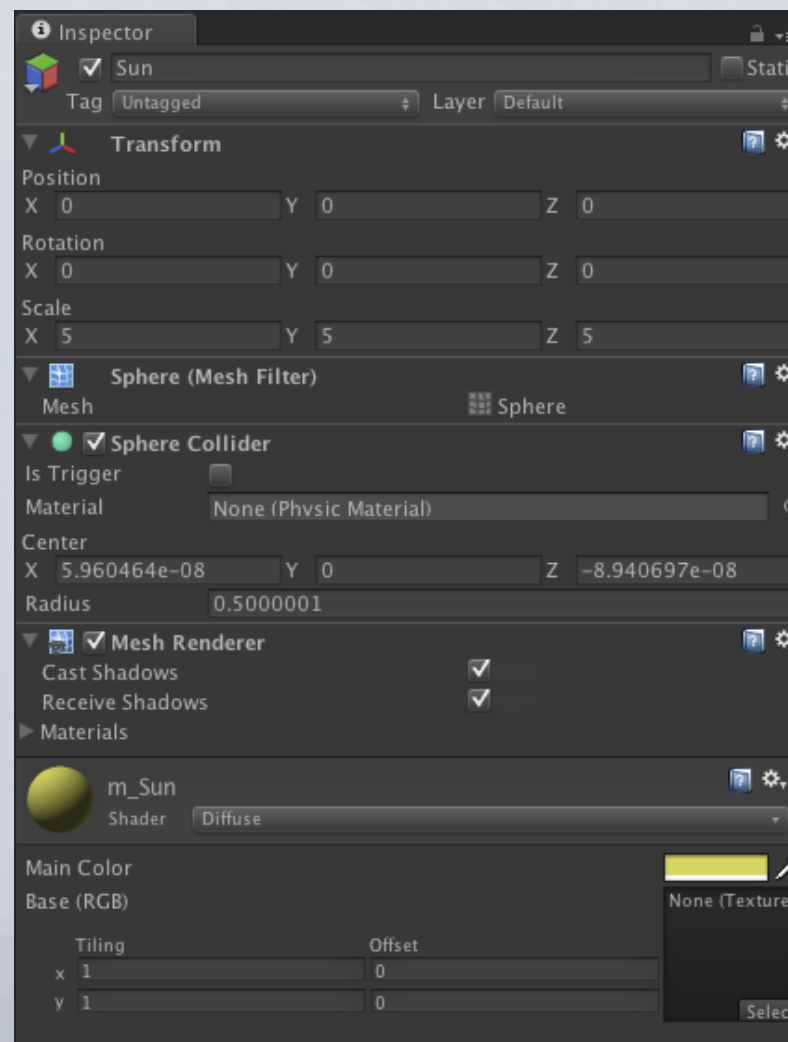 Inspector
Sun Stati
Tag Untagged Layer Default
Transform
Position
X 0 Y 0 Z 0
Rotation
X 0 Y 0 Z 0
Scale
X 5 Y 5 Z 5
Sphere (Mesh Filter)
Mesh Sphere
Sphere Collider
Is Trigger
Material None (Physic Material)
Center
X 5.960464e-08 Y 0 Z -8.940697e-08
Radius 0.5000001
Mesh Renderer
Cast Shadows
Receive Shadows
Materials
m_Sun
Shader Diffuse
Main Color
Base (RGB) None (Texture
Tiling Offset
x 1 0
y 1 0
Selec